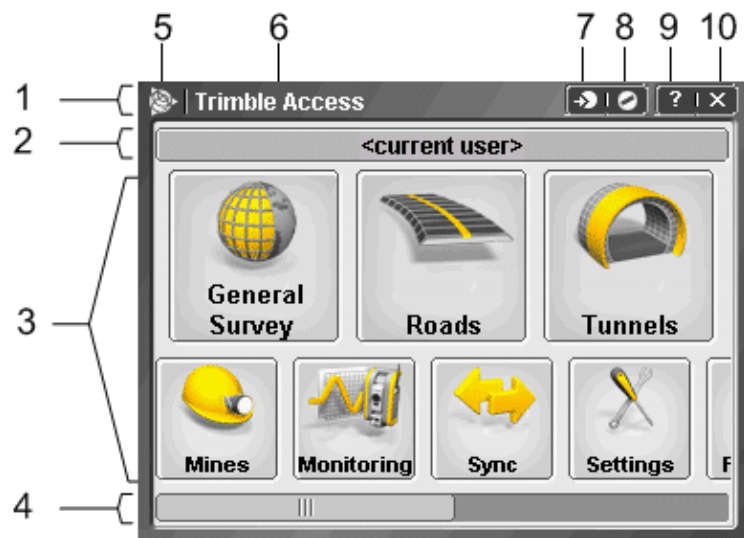 5 6 7 8 9 10
1 Trimble Access ?
2 <current user>
3
General Survey Roads Tunnels
Mines Monitoring Sync Settings F
4